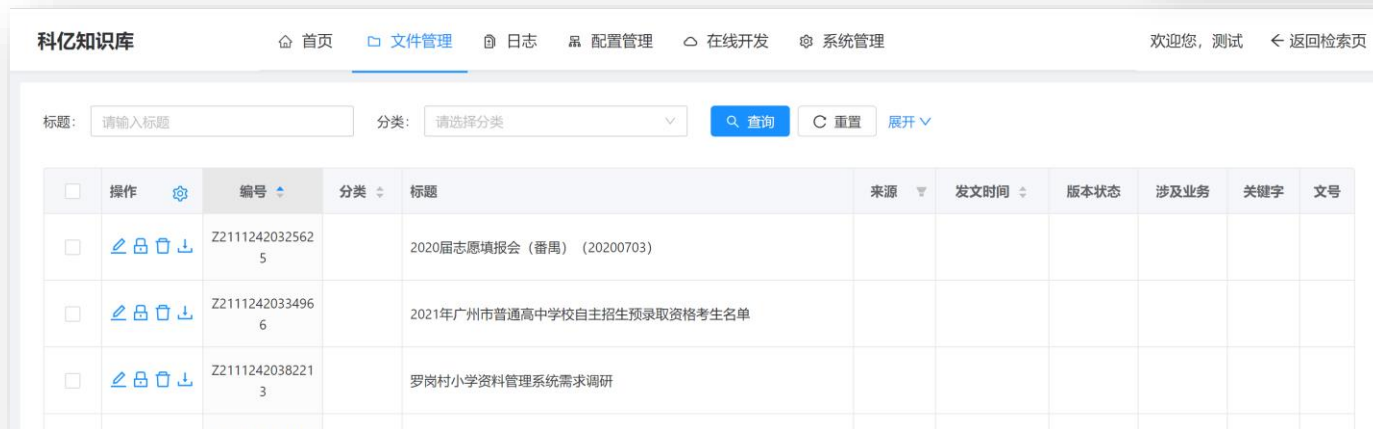 科亿知识库 首页 文件管理 日志 配置管理 在线开发 系统管理 欢迎您，测试 返回检索页
标题： 请输入标题 分类： 请选择分类 查询 重置 展开
操作 编号 分类 标题 来源 发文时间 版本状态 涉及业务 关键字 文号
Z2111242032562
5
2020届志愿填报会（番禺）（20200703）
Z2111242033496
6
2021年广州市普通高中学校自主招生预录取资格考生名单
Z2111242038221
3
罗岗村小学资料管理系统需求调研